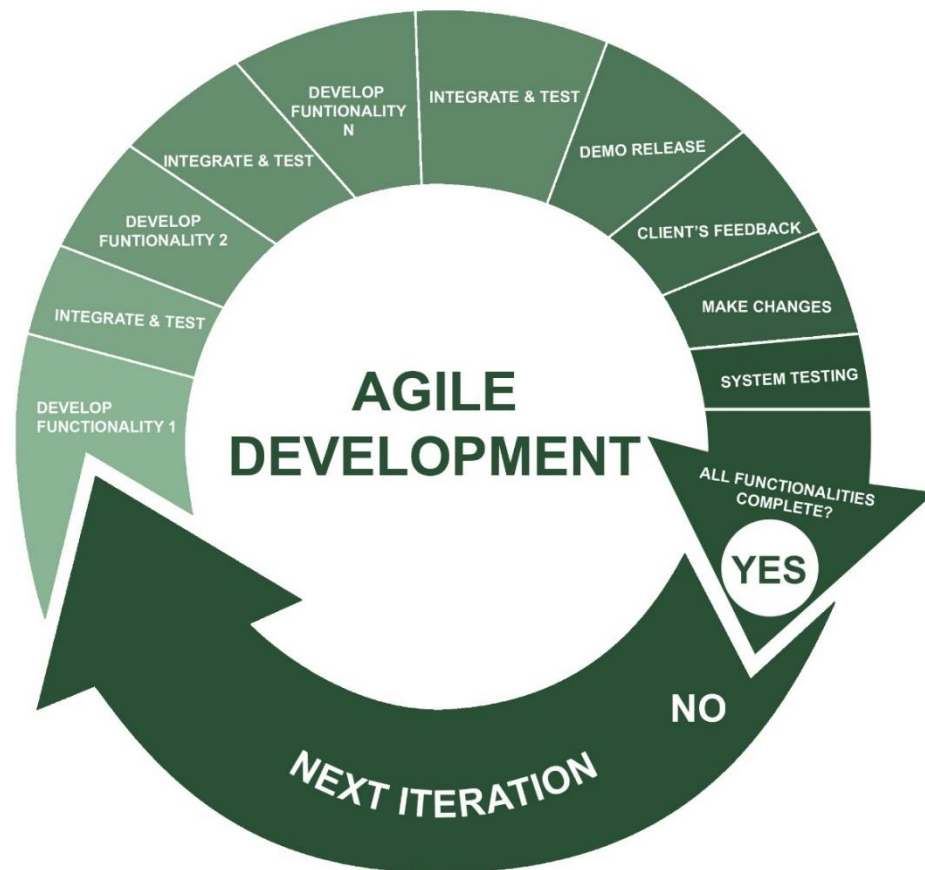 AGILE
DEVELOPMENT
DEVELOP
FUNCTIONALITY 1
INTEGRATE & TEST
DEVELOP
FUNTIONALITY 2
INTEGRATE & TEST
DEVELOP
FUNTIONALITY
N
INTEGRATE & TEST
DEMO RELEASE
CLIENT'S FEEDBACK
MAKE CHANGES
SYSTEM TESTING
ALL FUNCTIONALITIES
COMPLETE?
YES
NO
NEXT ITERATION